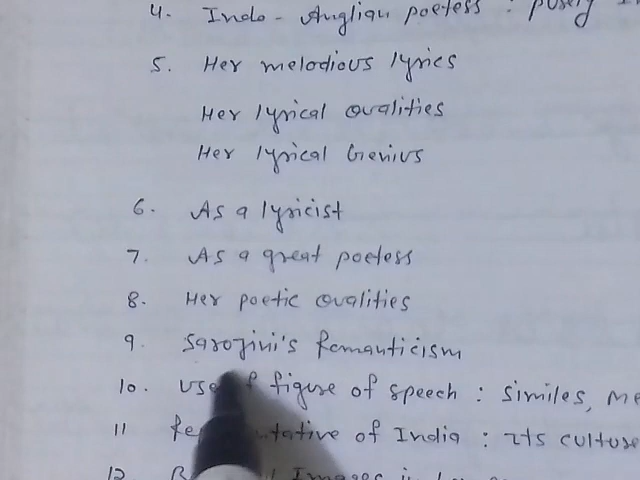 4. Indo-Anglian poetess :
5. Her melodious lyrics
Her lyrical Qualities
Her lyrical Genius
6. As a lyricist
7. As a great poetess
8. Her poetic Qualities
9. Sarojini's Romanticism
10. figure of speech : similes,
11 of India : its culture
12